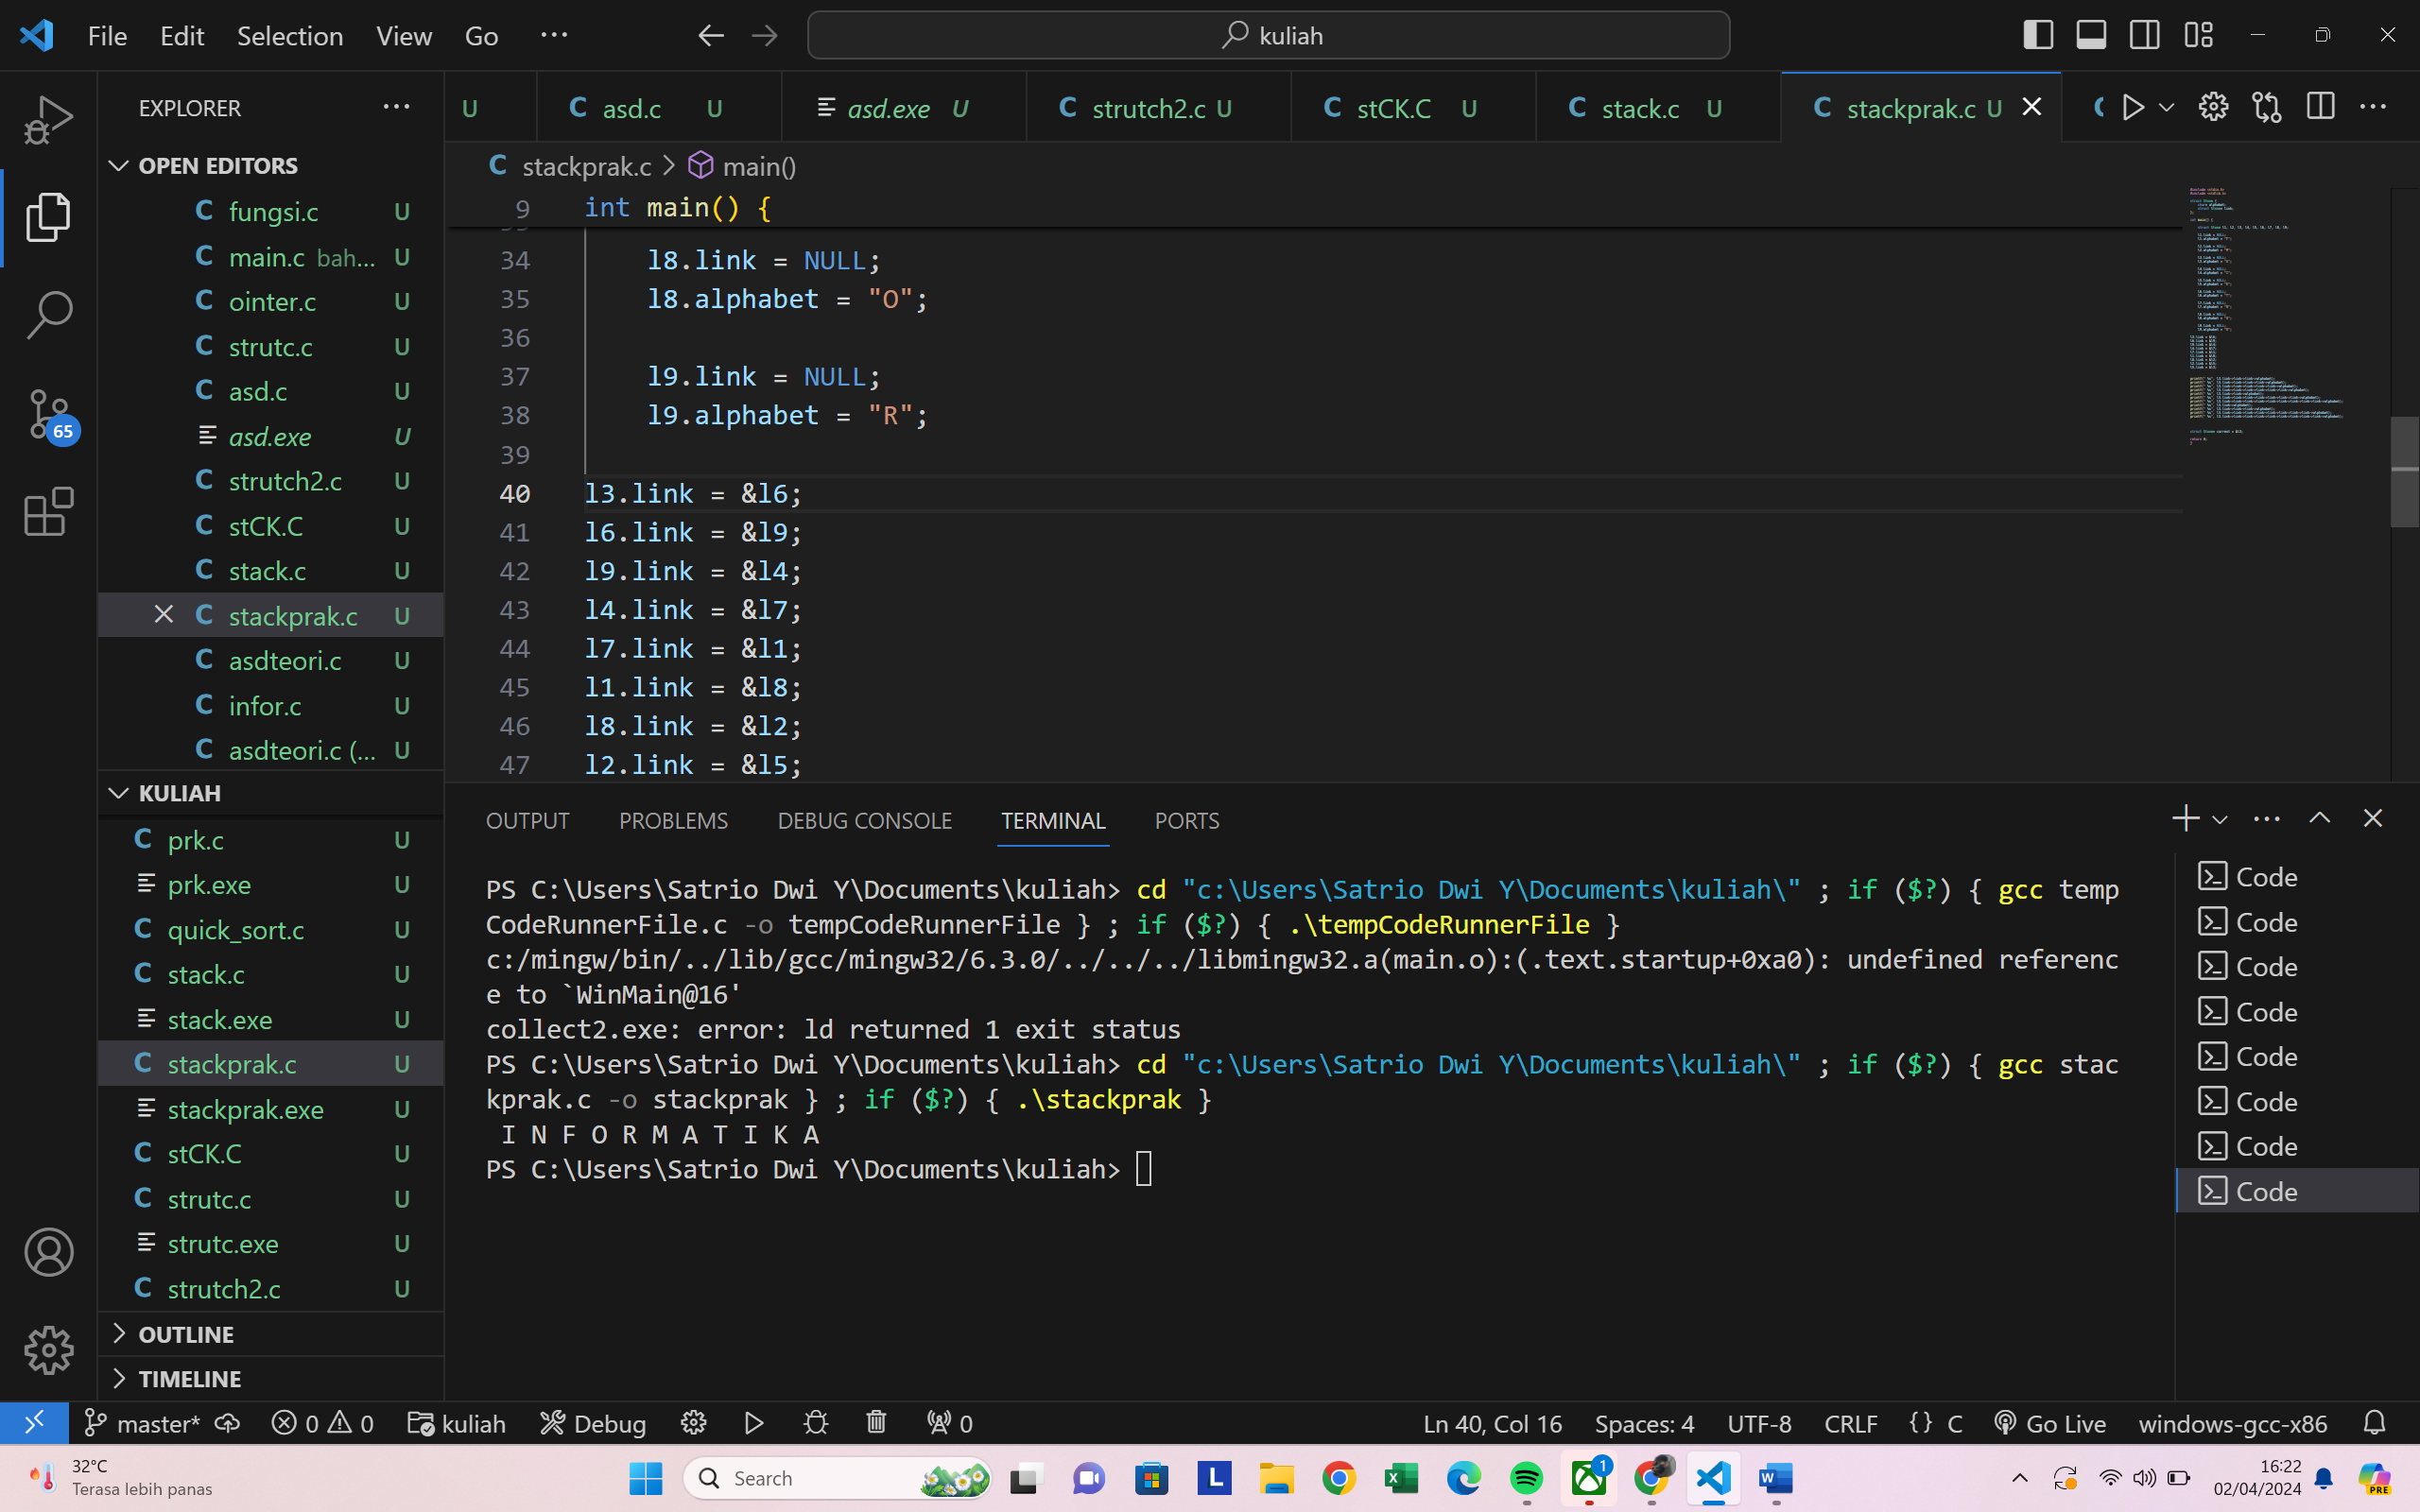 File Edit Selection View Go ... kuliah
EXPLORER ...
OPEN EDITORS
fungsi.c U
main.c bah... U
ointer.c U
strutc.c U
asd.c U
asd.exe U
strutch2.c U
stCK.C U
stack.c U
stackprak.c U
asdteori.c U
infor.c U
asdteori.c (... U
KULIAH
prk.c U
prk.exe U
quick_sort.c U
stack.c U
stack.exe U
stackprak.c U
stackprak.exe U
stCK.C U
strutc.c U
strutc.exe U
strutch2.c U
OUTLINE
TIMELINE
65
U asd.c U asd.exe U strutch2.c U stCK.C U stack.c U stackprak.c U
stackprak.c > main()
9 int main() {
34 l8.link = NULL;
35 l8.alphabet = "O";
36
37 l9.link = NULL;
38 l9.alphabet = "R";
39
40 l3.link = &l6;
41 l6.link = &l9;
42 l9.link = &l4;
43 l4.link = &l7;
44 l7.link = &l1;
45 l1.link = &l8;
46 l8.link = &l2;
47 l2.link = &l5;
OUTPUT PROBLEMS DEBUG CONSOLE TERMINAL PORTS
PS C:\Users\Satrio Dwi Y\Documents\kuliah> cd "c:\Users\Satrio Dwi Y\Documents\kuliah\" ; if ($?) { gcc temp
CodeRunnerFile.c -o tempCodeRunnerFile } ; if ($?) { .\tempCodeRunnerFile }
c:/mingw/bin/../lib/gcc/mingw32/6.3.0/../../../libmingw32.a(main.o):(.text.startup+0xa0): undefined referenc
e to `WinMain@16'
collect2.exe: error: ld returned 1 exit status
PS C:\Users\Satrio Dwi Y\Documents\kuliah> cd "c:\Users\Satrio Dwi Y\Documents\kuliah\" ; if ($?) { gcc stac
kprak.c -o stackprak } ; if ($?) { .\stackprak }
I N F O R M A T I K A
PS C:\Users\Satrio Dwi Y\Documents\kuliah>
Code
Code
Code
Code
Code
Code
Code
Code
master* 0 0 kuliah Debug 0 Ln 40, Col 16 Spaces: 4 UTF-8 CRLF {} C Go Live windows-gcc-x86
32°C
Terasa lebih panas
Search
L
1
PRE
16:22
02/04/2024